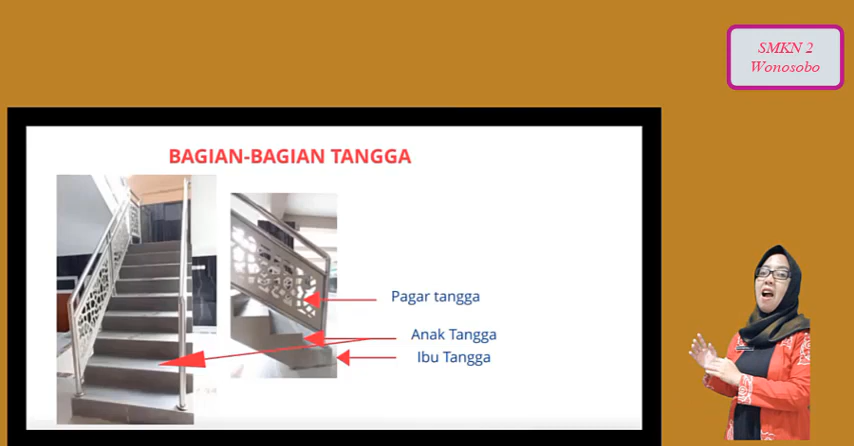 SMKN 2
Wonosobo
BAGIAN-BAGIAN TANGGA
Pagar tangga
Anak Tangga
Ibu Tangga